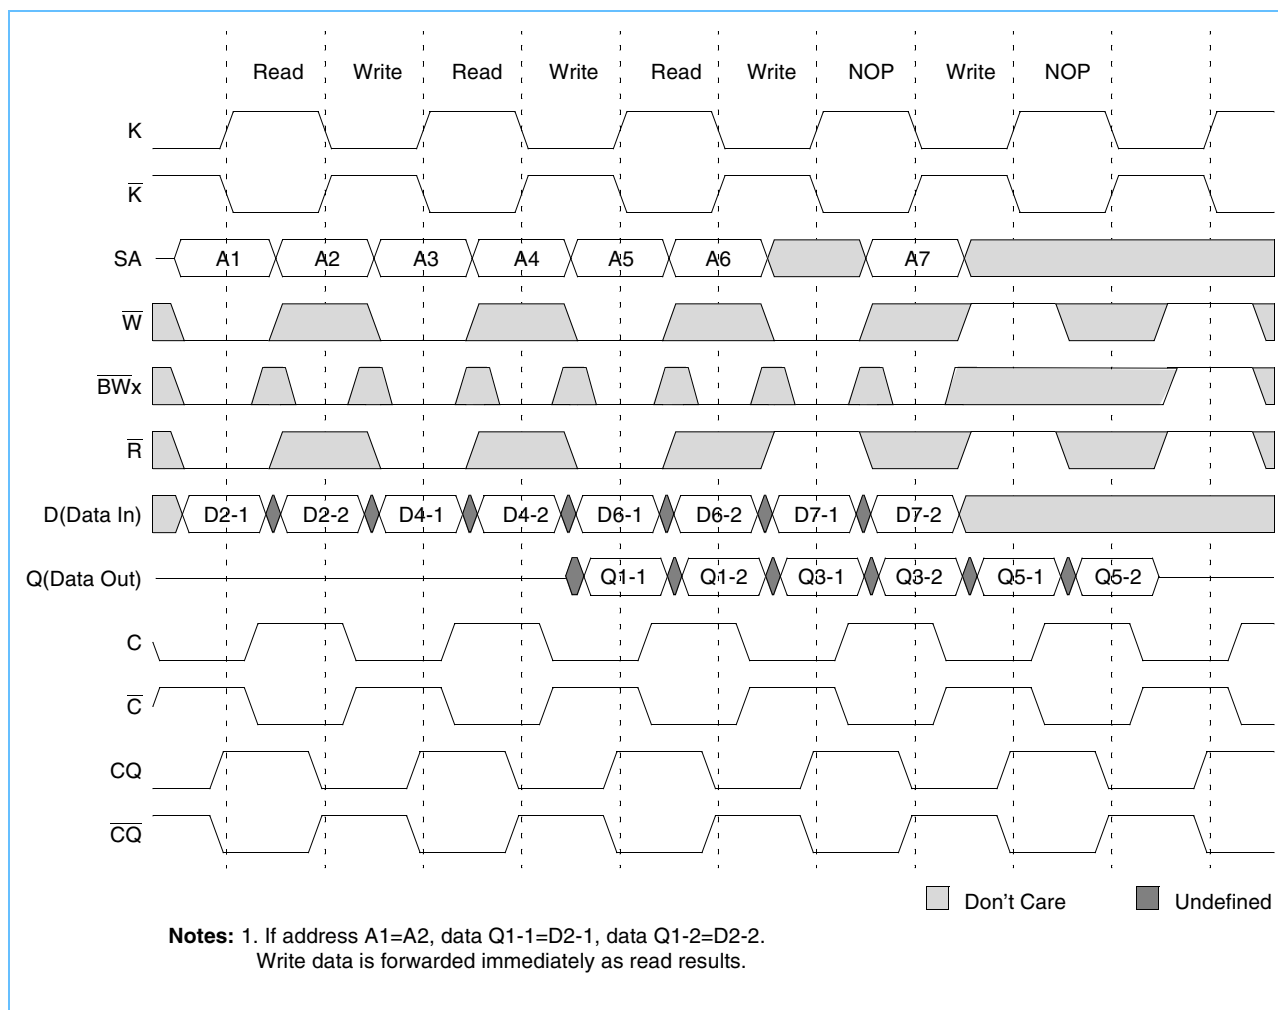 Read Write Read Write Read Write NOP Write NOP
K
K̅
SA A1 A2 A3 A4 A5 A6 A7
W̅
B̅W̅x
R̅
D(Data In) D2-1 D2-2 D4-1 D4-2 D6-1 D6-2 D7-1 D7-2
Q(Data Out) Q1-1 Q1-2 Q3-1 Q3-2 Q5-1 Q5-2
C
C̅
CQ
C̅Q̅
Don't Care Undefined
Notes: 1. If address A1=A2, data Q1-1=D2-1, data Q1-2=D2-2.
Write data is forwarded immediately as read results.